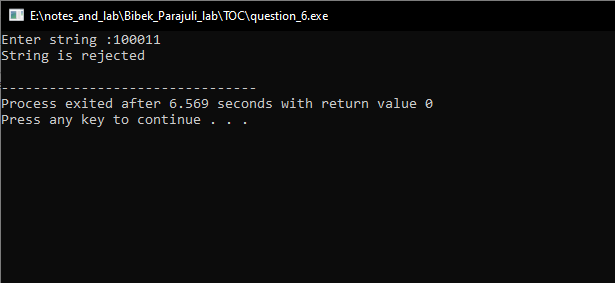 E:\notes_and_lab\Bibek_Parajuli_lab\TOC\question_6.exe
Enter string :100011
String is rejected
--------------------------------
Process exited after 6.569 seconds with return value 0
Press any key to continue . . .